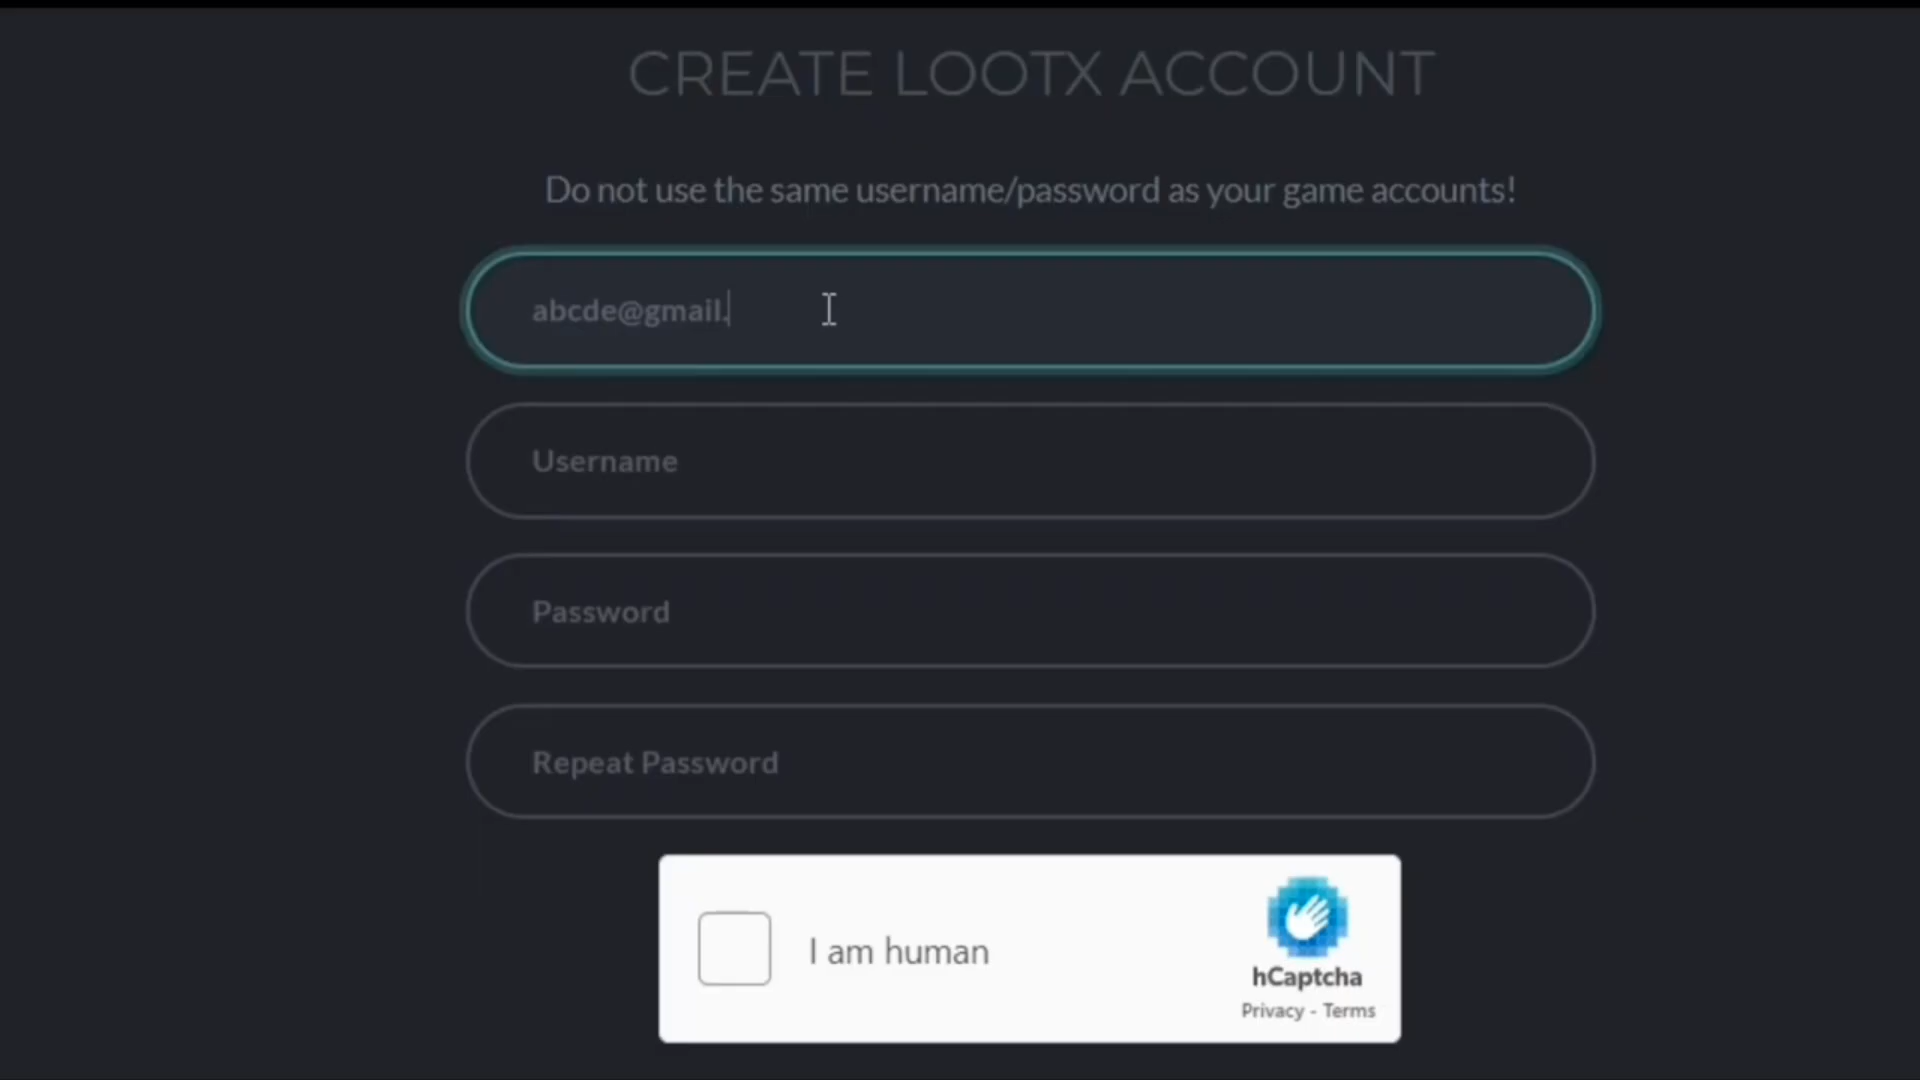 CREATE LOOTX ACCOUNT
Do not use the same username/password as your game accounts!
abcde@gmail.
Username
Password
Repeat Password
I am human
hCaptcha
Privacy - Terms